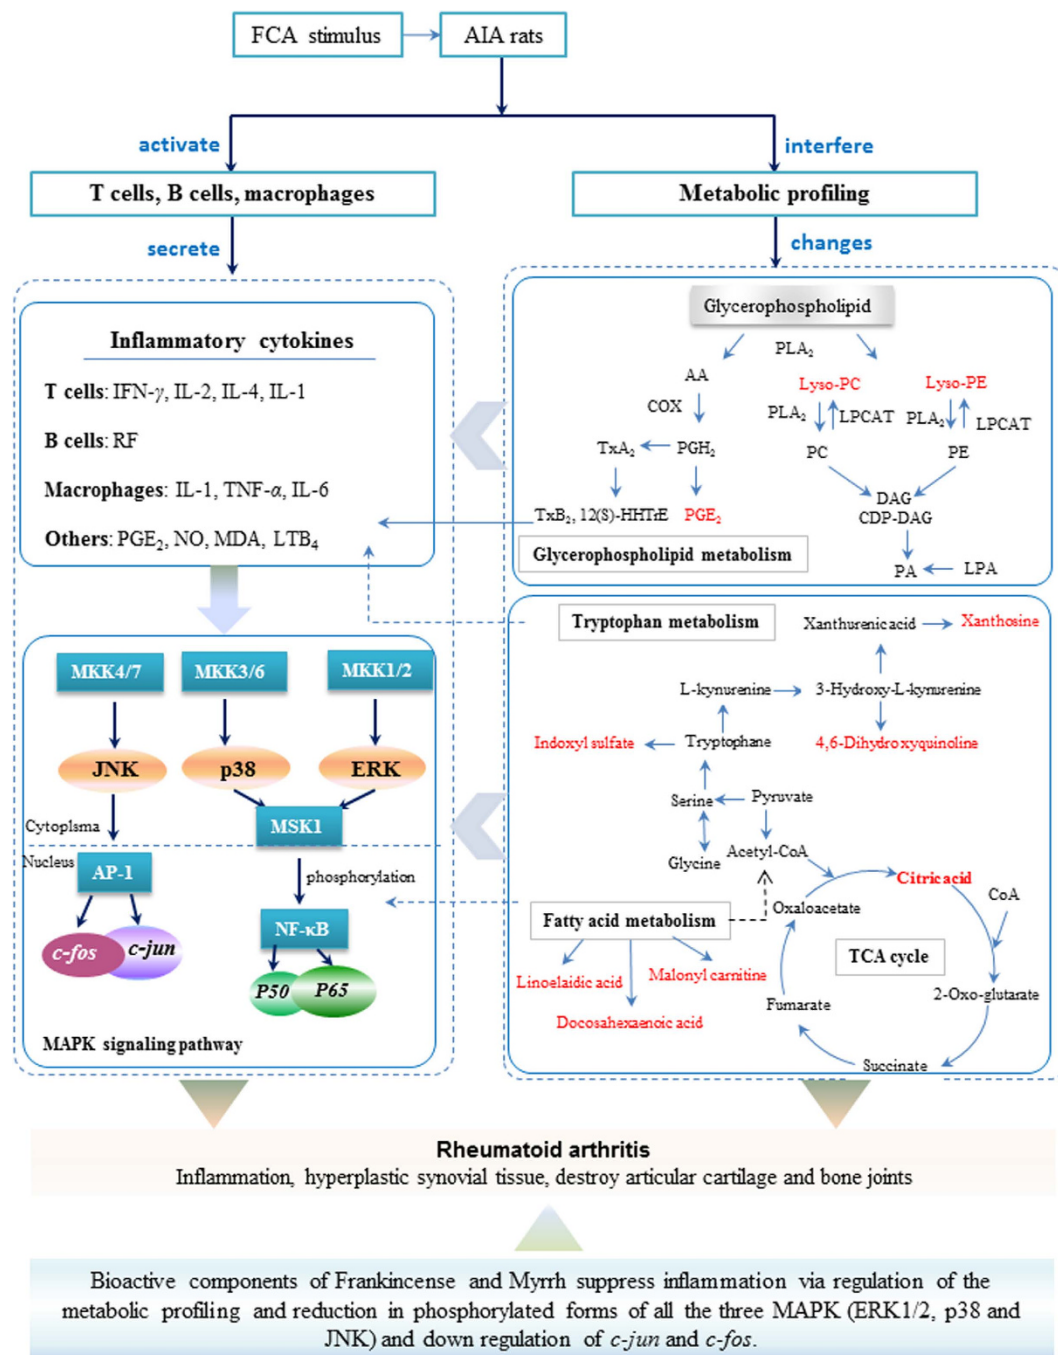 FCA stimulus
AIA rats
activate
interfere
T cells, B cells, macrophages
Metabolic profiling
secrete
changes
Inflammatory cytokines
T cells: IFN-γ, IL-2, IL-4, IL-1
B cells: RF
Macrophages: IL-1, TNF-α, IL-6
Others: PGE₂, NO, MDA, LTB₄
Glycerophospholipid
PLA₂
AA
Lyso-PC
Lyso-PE
COX
PLA₂
LPCAT
PLA₂
LPCAT
TxA₂
PGH₂
PC
PE
DAG
CDP-DAG
TxB₂, 12(S)-HHTrE
PGE₂
Glycerophospholipid metabolism
PA
LPA
MKK4/7
MKK3/6
MKK1/2
JNK
p38
ERK
Cytoplsma
MSK1
Nucleus
AP-1
phosphorylation
NF-κB
c-fos
c-jun
P50
P65
MAPK signaling pathway
Tryptophan metabolism
Xanthurenic acid
Xanthosine
L-kynurenine
3-Hydroxy-L-kynurenine
Indoxyl sulfate
Tryptophane
4,6-Dihydroxyquinoline
Serine
Pyruvate
Glycine
Acetyl-CoA
Citric acid
CoA
Fatty acid metabolism
Oxaloacetate
TCA cycle
Linoelaidic acid
Malonyl carnitine
2-Oxo-glutarate
Fumarate
Docosahexaenoic acid
Succinate
Rheumatoid arthritis
Inflammation, hyperplastic synovial tissue, destroy articular cartilage and bone joints
Bioactive components of Frankincense and Myrrh suppress inflammation via regulation of the
metabolic profiling and reduction in phosphorylated forms of all the three MAPK (ERK1/2, p38 and
JNK) and down regulation of c-jun and c-fos.